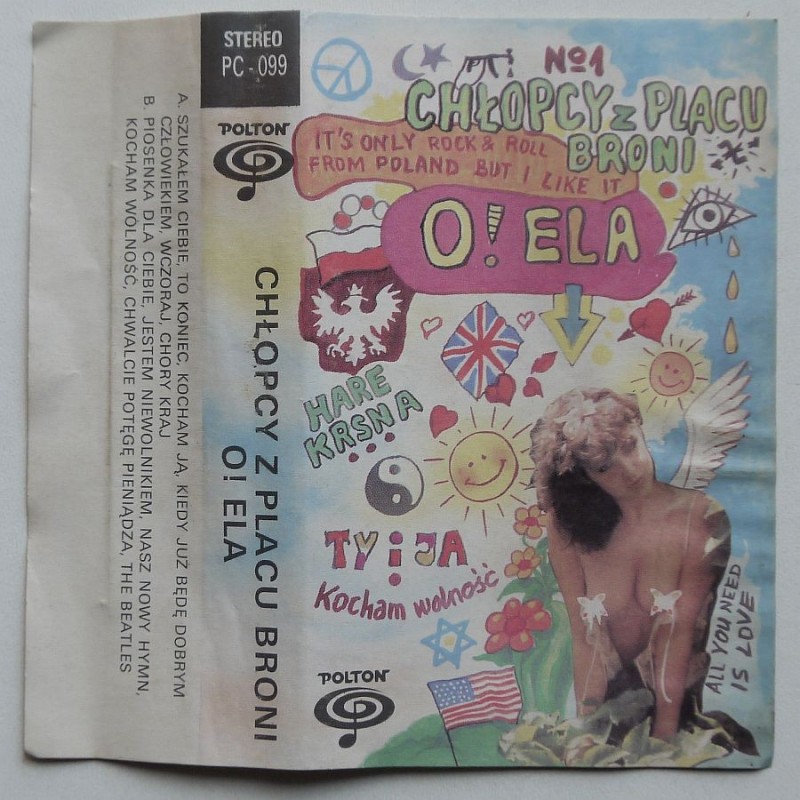 A. SZUKAŁEM CIEBIE, TO KONIEC, KOCHAM JĄ, KIEDY JUŻ BĘDĘ DOBRYM
CZŁOWIEKIEM, WCZORAJ, CHORY KRAJ
B. PIOSENKA DLA CIEBIE, JESTEM NIEWOLNIKIEM, NASZ NOWY HYMN,
KOCHAM WOLNOŚĆ, CHWALCIE POTĘGĘ PIENIĄDZA, THE BEATLES
STEREO
PC-099
POLTON
CHŁOPCY Z PLACU BRONI
O! ELA
№1
CHŁOPCY Z PLACU
BRONI
IT'S ONLY ROCK & ROLL
FROM POLAND BUT I LIKE IT
O! ELA
HARE
KRSNA
TY i JA
Kocham wolność
POLTON
ALL YOU NEED
IS LOVE